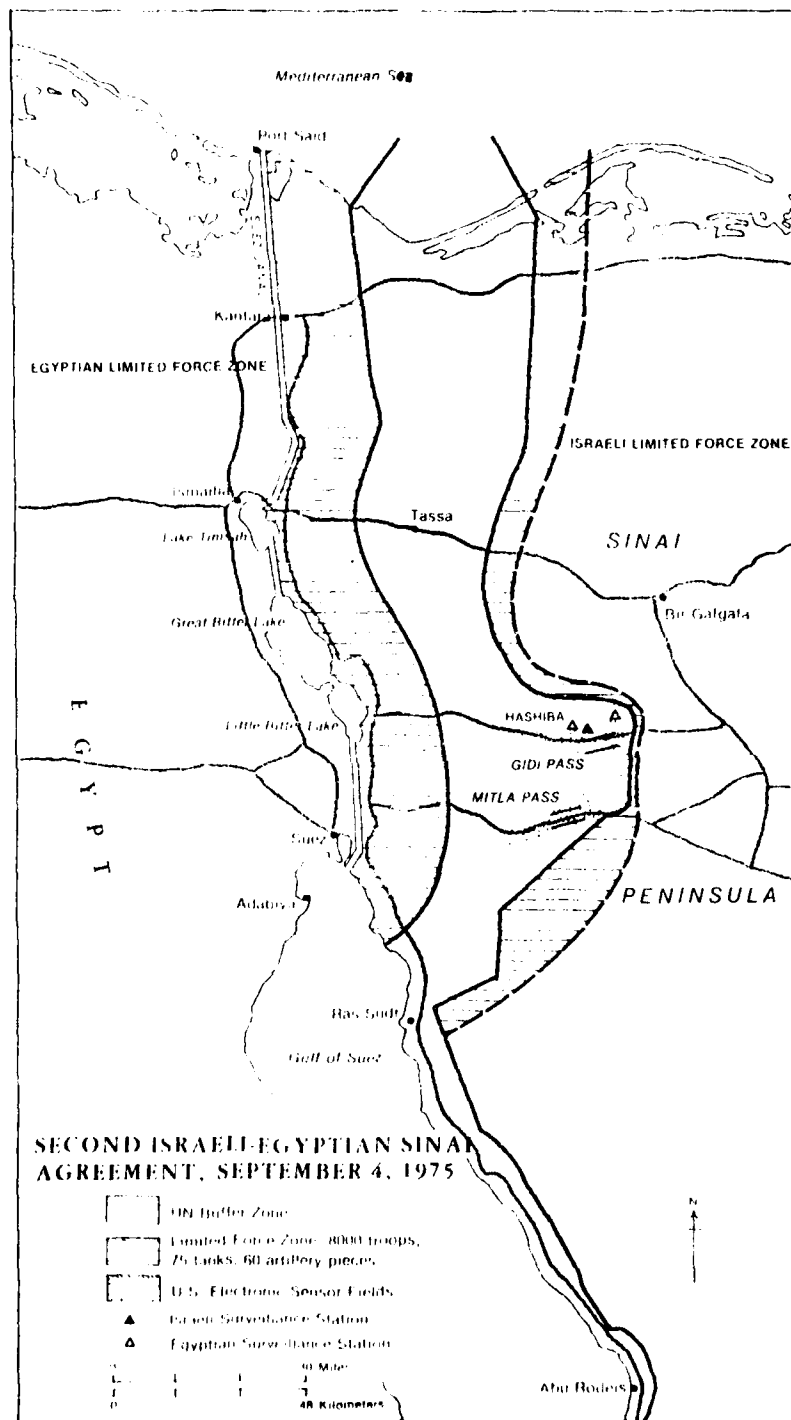 Mediterranean Sea
Port Said
Kantara
EGYPTIAN LIMITED FORCE ZONE
ISRAELI LIMITED FORCE ZONE
Ismailia
Tassa
Lake Timsah
SINAI
Bir Gafgafa
Great Bitter Lake
EGYPT
HASHIBA
Little Bitter Lake
GIDI PASS
MITLA PASS
Suez
PENINSULA
Adabiya
Ras Sudr
Gulf of Suez
SECOND ISRAELI-EGYPTIAN SINAI
AGREEMENT, SEPTEMBER 4, 1975
UN Buffer Zone
Limited Force Zone: 8000 troops,
75 tanks, 60 artillery pieces
U.S. Electronic Sensor Fields
Israeli Surveillance Station
Egyptian Surveillance Station
N
Miles
0
48 Kilometers
Abu Rodeis